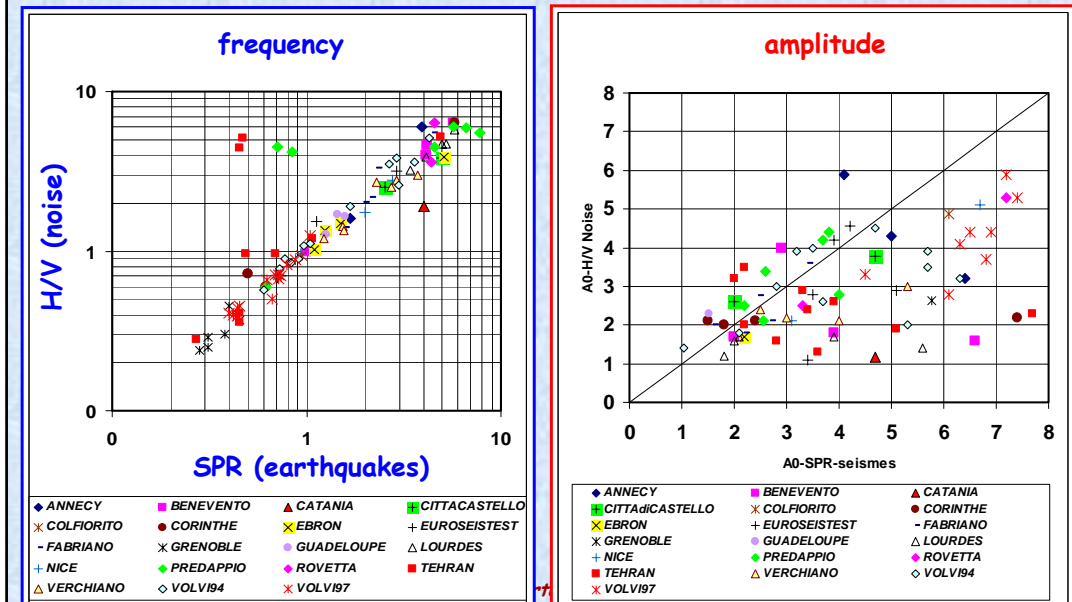 frequency
10
1
0
0
1
10
H/V (noise)
SPR (earthquakes)
ANNECY BENEVENTO CATANIA CITTACASTELLO
COLFIORITO CORINTHE EBRON EUROSEISTEST
FABRIANO GRENOBLE GUADELOUPE LOURDES
NICE PREDAPPIO ROVETTA TEHRAN
VERCHIANO VOLVI94 VOLVI97
amplitude
8
7
6
5
4
3
2
1
0
0 1 2 3 4 5 6 7 8
A0-H/V Noise
A0-SPR-seismes
ANNECY BENEVENTO CATANIA
CITTAdiCASTELLO COLFIORITO CORINTHE
EBRON EUROSEISTEST FABRIANO
GRENOBLE GUADELOUPE LOURDES
NICE PREDAPPIO ROVETTA
TEHRAN VERCHIANO VOLVI94
VOLVI97